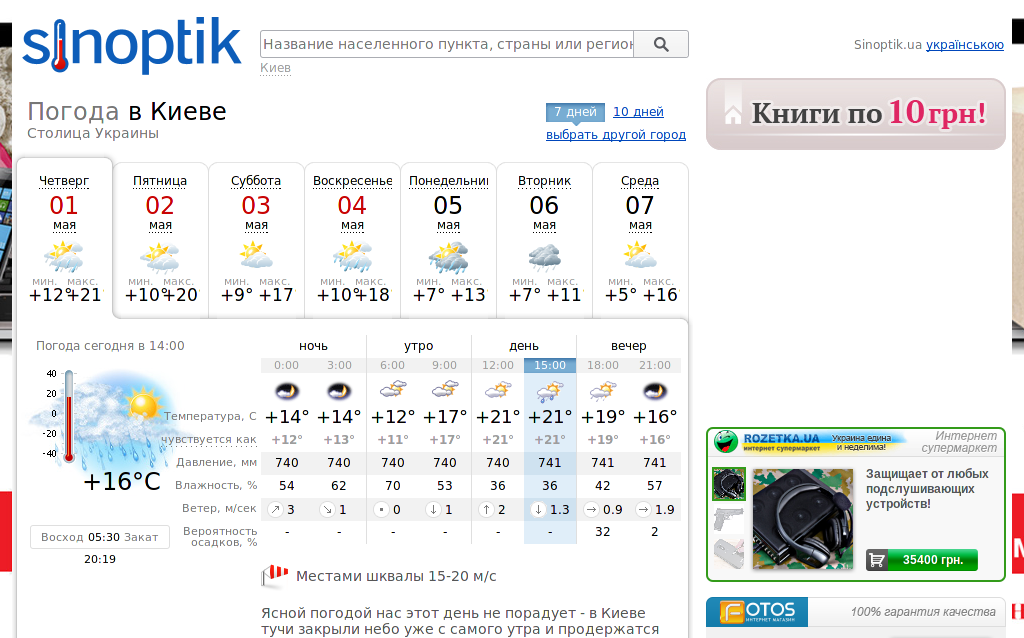 sinoptik
Название населенного пункта, страны или регион
Киев
Sinoptik.ua українською
Погода в Киеве
Столица Украины
7 дней 10 дней
выбрать другой город
Книги по 10 грн!
Четверг Пятница Суббота Воскресенье Понедельник Вторник Среда
01 02 03 04 05 06 07
мая мая мая мая мая мая мая
мин. макс. мин. макс. мин. макс. мин. макс. мин. макс. мин. макс. мин. макс.
+12° +21 +10° +20 +9° +17 +10° +18 +7° +13 +7° +11 +5° +16
Погода сегодня в 14:00
ночь утро день вечер
0:00 3:00 6:00 9:00 12:00 15:00 18:00 21:00
40
20
0
-20
-40
+16°C
Температура, С +14° +14° +12° +17° +21° +21° +19° +16°
чувствуется как +12° +13° +11° +17° +21° +21° +19° +16°
Давление, мм 740 740 740 740 740 741 741 741
Влажность, % 54 62 70 53 36 36 42 57
Ветер, м/сек 3 1 0 1 2 1.3 0.9 1.9
Вероятность
осадков, % - - - - - - 32 2
Восход 05:30 Закат
20:19
Местами шквалы 15-20 м/с
Ясной погодой нас этот день не порадует - в Киеве
тучи закрыли небо уже с самого утра и продержатся
ROZETKA.UA
интернет супермаркет
Украина едина
и неделима!
Интернет
супермаркет
Защищает от любых
подслушивающих
устройств!
35400 грн.
FOTOS
ИНТЕРНЕТ МАГАЗИН
100% гарантия качества